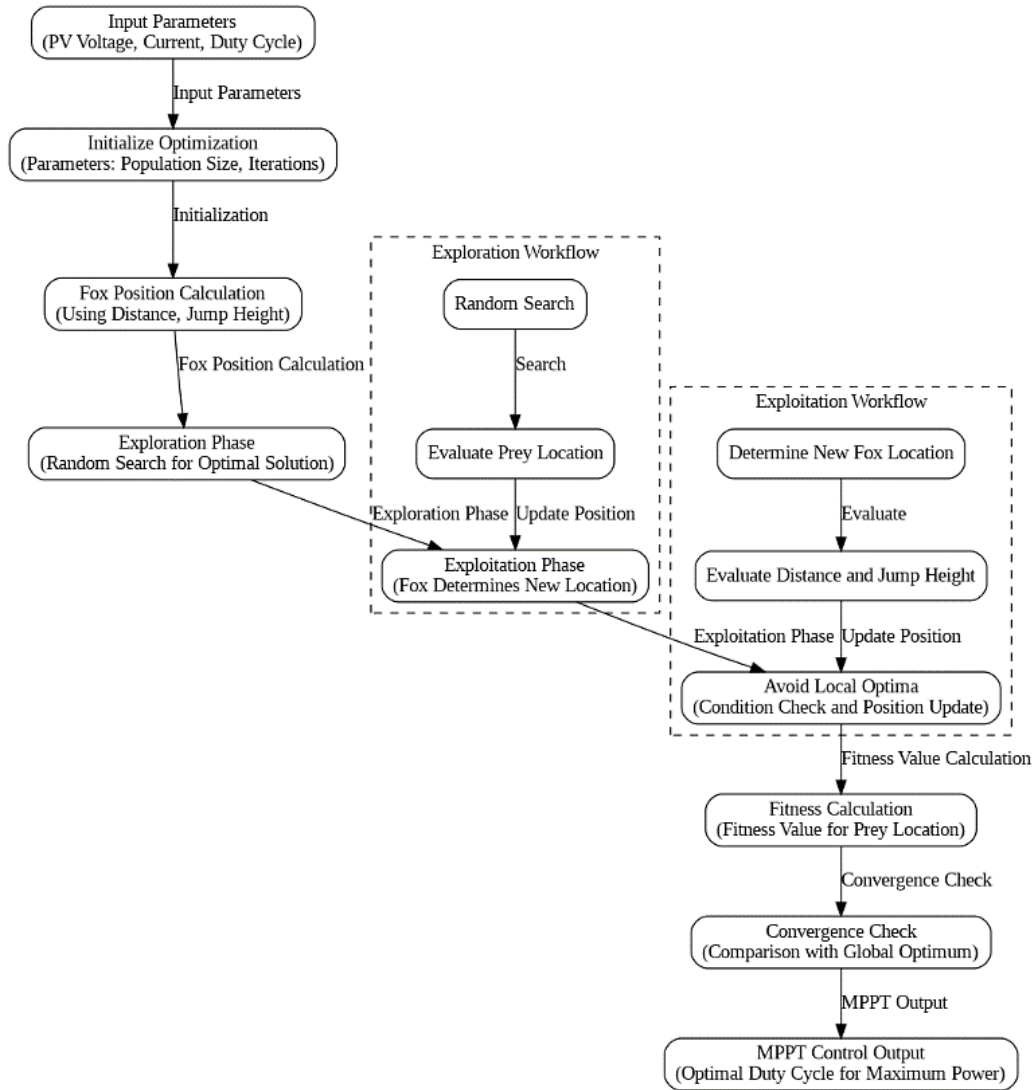 Input Parameters
(PV Voltage, Current, Duty Cycle)
Input Parameters
Initialize Optimization
(Parameters: Population Size, Iterations)
Initialization
Fox Position Calculation
(Using Distance, Jump Height)
Fox Position Calculation
Exploration Phase
(Random Search for Optimal Solution)
Exploration Workflow
Random Search
Search
Evaluate Prey Location
Exploration Phase
Update Position
Exploitation Phase
(Fox Determines New Location)
Exploitation Workflow
Determine New Fox Location
Evaluate
Evaluate Distance and Jump Height
Exploitation Phase
Update Position
Avoid Local Optima
(Condition Check and Position Update)
Fitness Value Calculation
Fitness Calculation
(Fitness Value for Prey Location)
Convergence Check
Convergence Check
(Comparison with Global Optimum)
MPPT Output
MPPT Control Output
(Optimal Duty Cycle for Maximum Power)